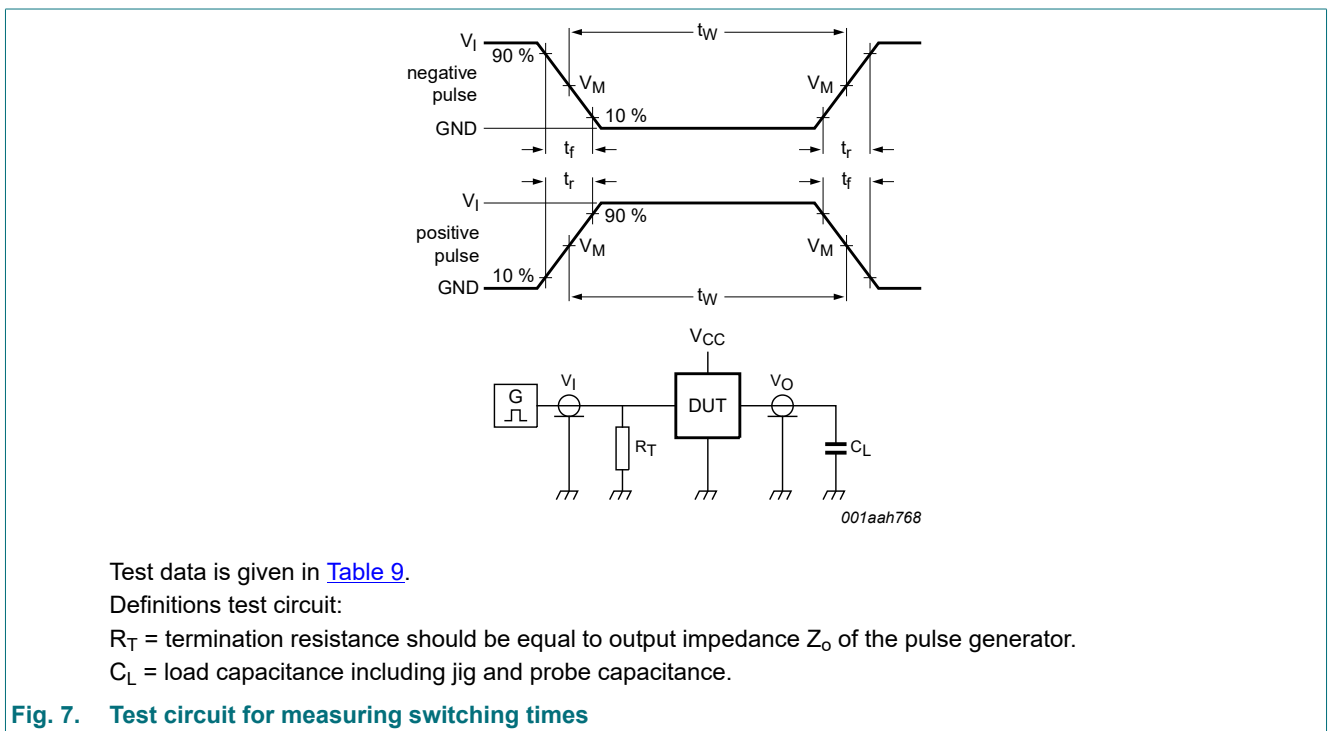 tW
VI
90 %
negative
pulse
VM
VM
10 %
GND
tf
tr
tr
tf
VI
90 %
positive
pulse
VM
VM
10 %
GND
tW
VCC
VI
VO
G
DUT
RT
CL
001aah768
Test data is given in Table 9.
Definitions test circuit:
RT = termination resistance should be equal to output impedance Zo of the pulse generator.
CL = load capacitance including jig and probe capacitance.
Fig. 7. Test circuit for measuring switching times